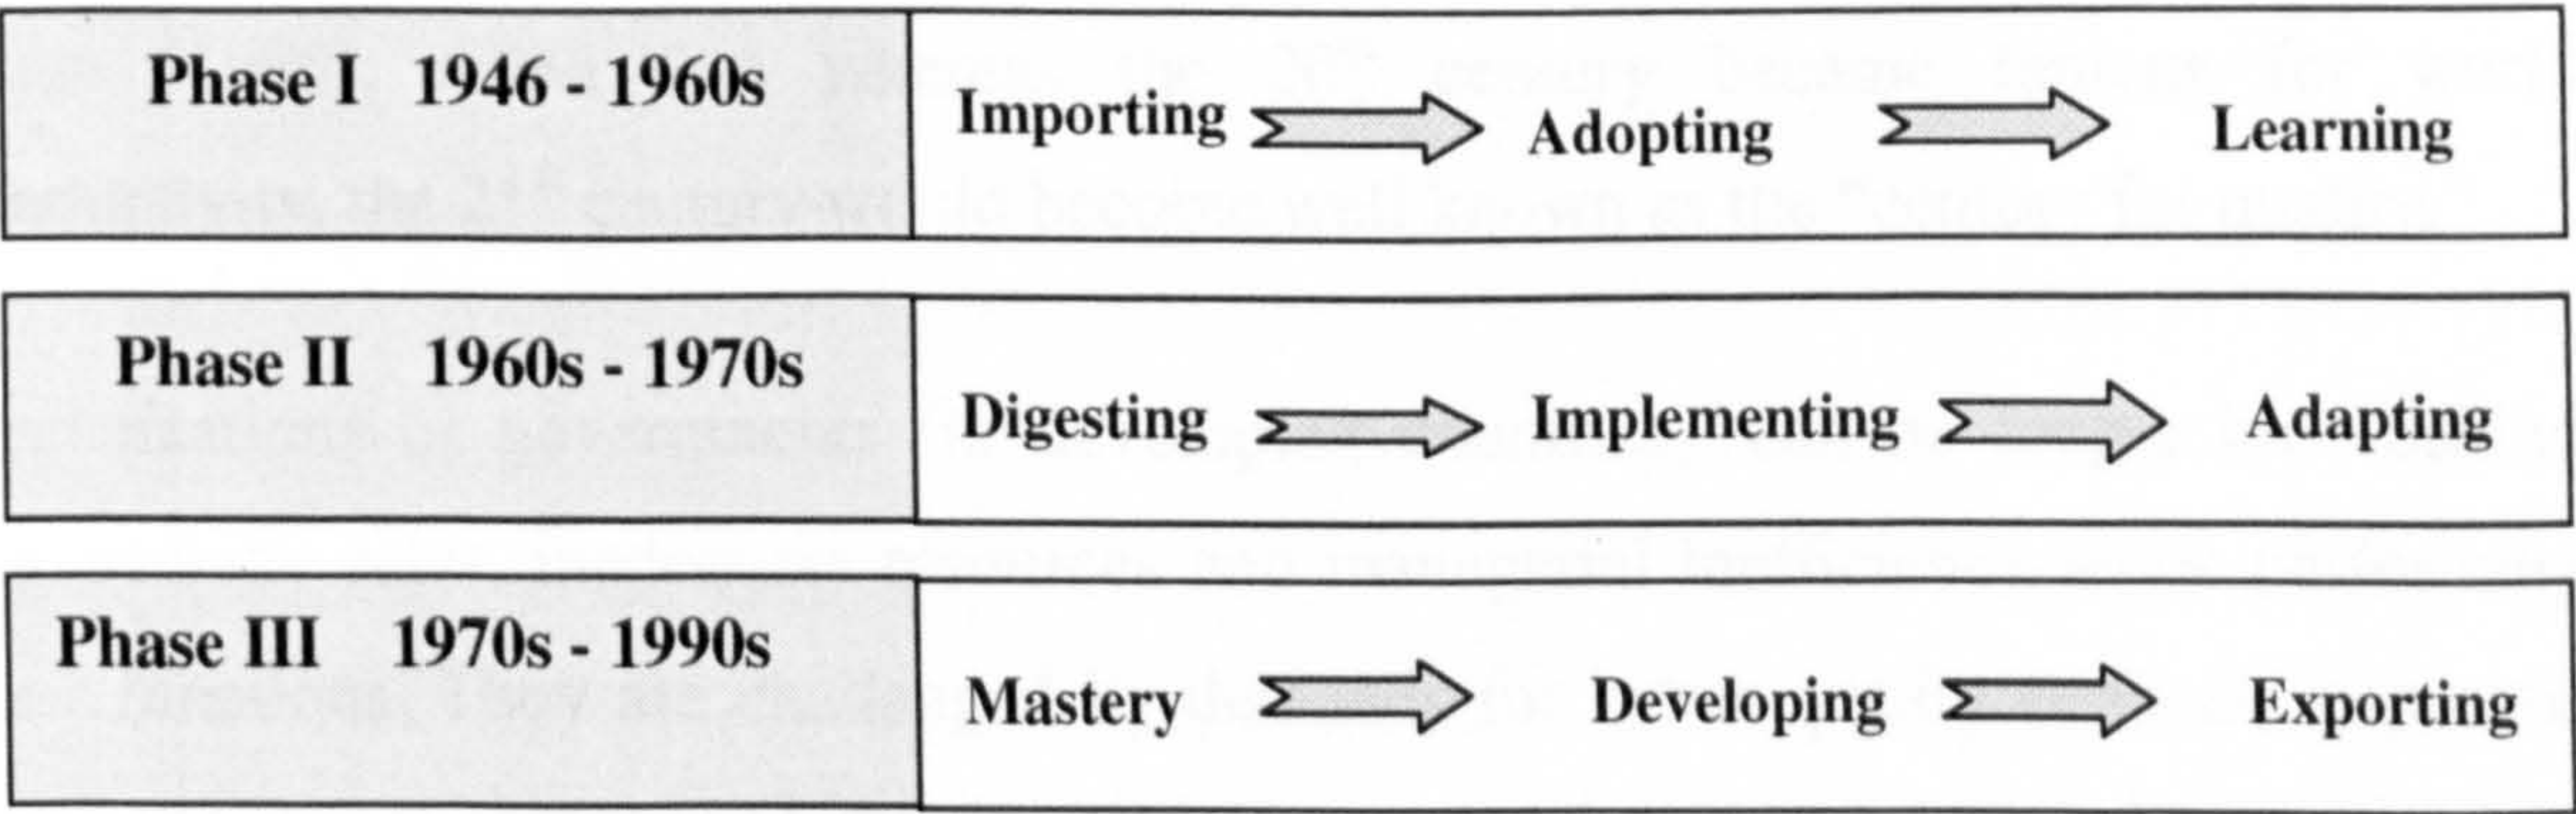 Phase I 1946 - 1960s
Importing Adopting Learning
Phase II 1960s - 1970s
Digesting Implementing Adapting
Phase III 1970s - 1990s
Mastery Developing Exporting